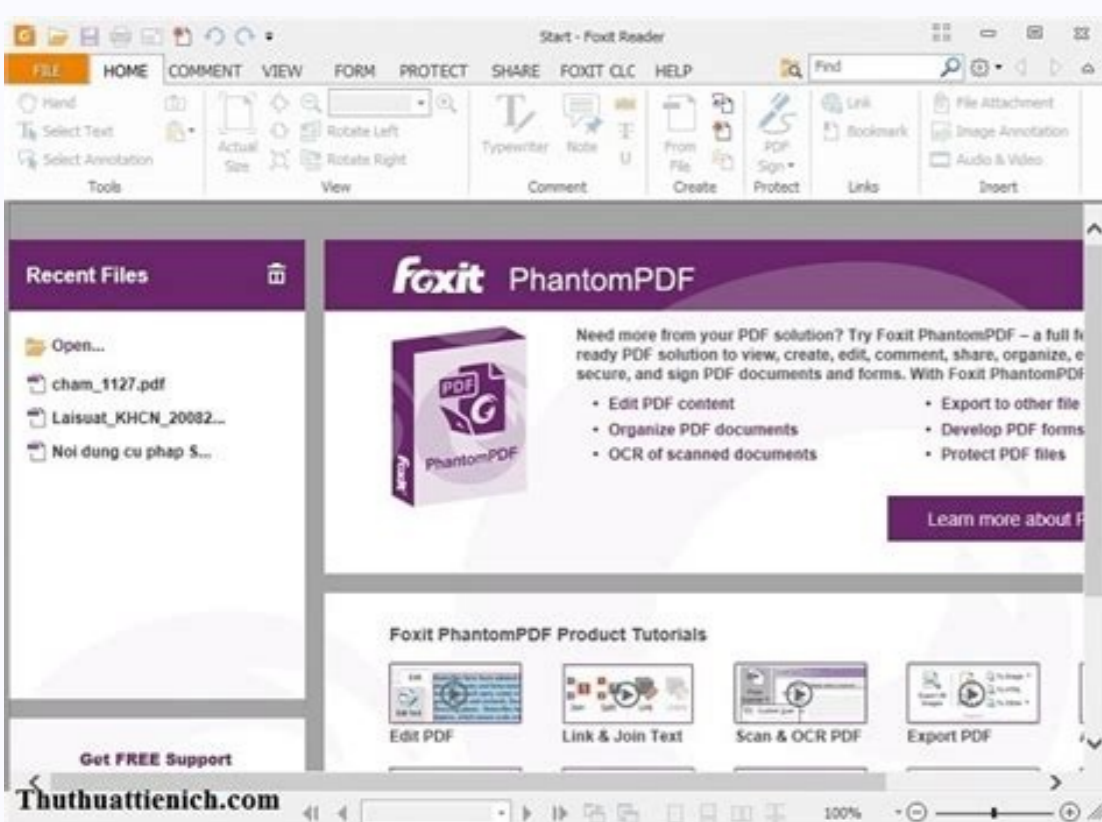 Start - Foxit Reader
FILE HOME COMMENT VIEW FORM PROTECT SHARE FOXIT CLC HELP Find
Hand
Select Text
Select Annotation
Tools
Actual Size
Rotate Left
Rotate Right
View
Typewriter
Note
Comment
From File
Create
PDF Sign
Protect
Link
Bookmark
Links
File Attachment
Image Annotation
Audio & Video
Insert
Recent Files
Open...
cham_1127.pdf
Laisuat_KHCN_20082...
Noi dung cu phap S...
Get FREE Support
Foxit PhantomPDF
PDF
PhantomPDF
Foxit
Need more from your PDF solution? Try Foxit PhantomPDF – a full fe
ready PDF solution to view, create, edit, comment, share, organize, e
secure, and sign PDF documents and forms. With Foxit PhantomPDF
• Edit PDF content
• Organize PDF documents
• OCR of scanned documents
• Export to other file
• Develop PDF forms
• Protect PDF files
Learn more about P
Foxit PhantomPDF Product Tutorials
Edit PDF
Link & Join Text
Scan & OCR PDF
Export PDF
Thuthuattienich.com
100%